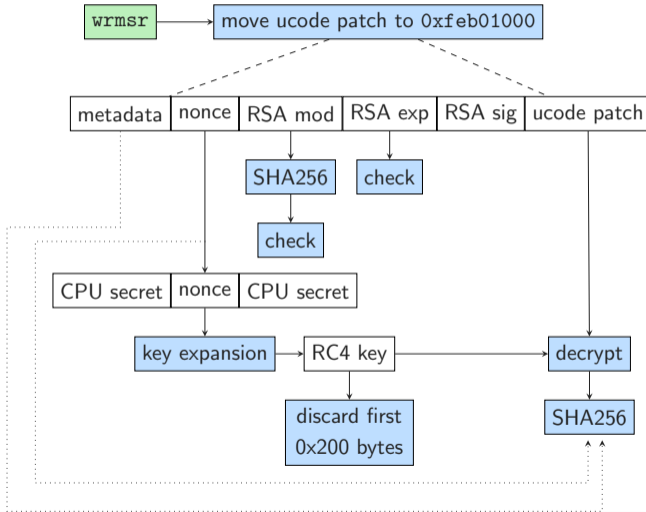 wrmsr
move ucode patch to 0xfeb01000
metadata
nonce
RSA mod
RSA exp
RSA sig
ucode patch
SHA256
check
check
CPU secret
nonce
CPU secret
key expansion
RC4 key
decrypt
discard first
0x200 bytes
SHA256